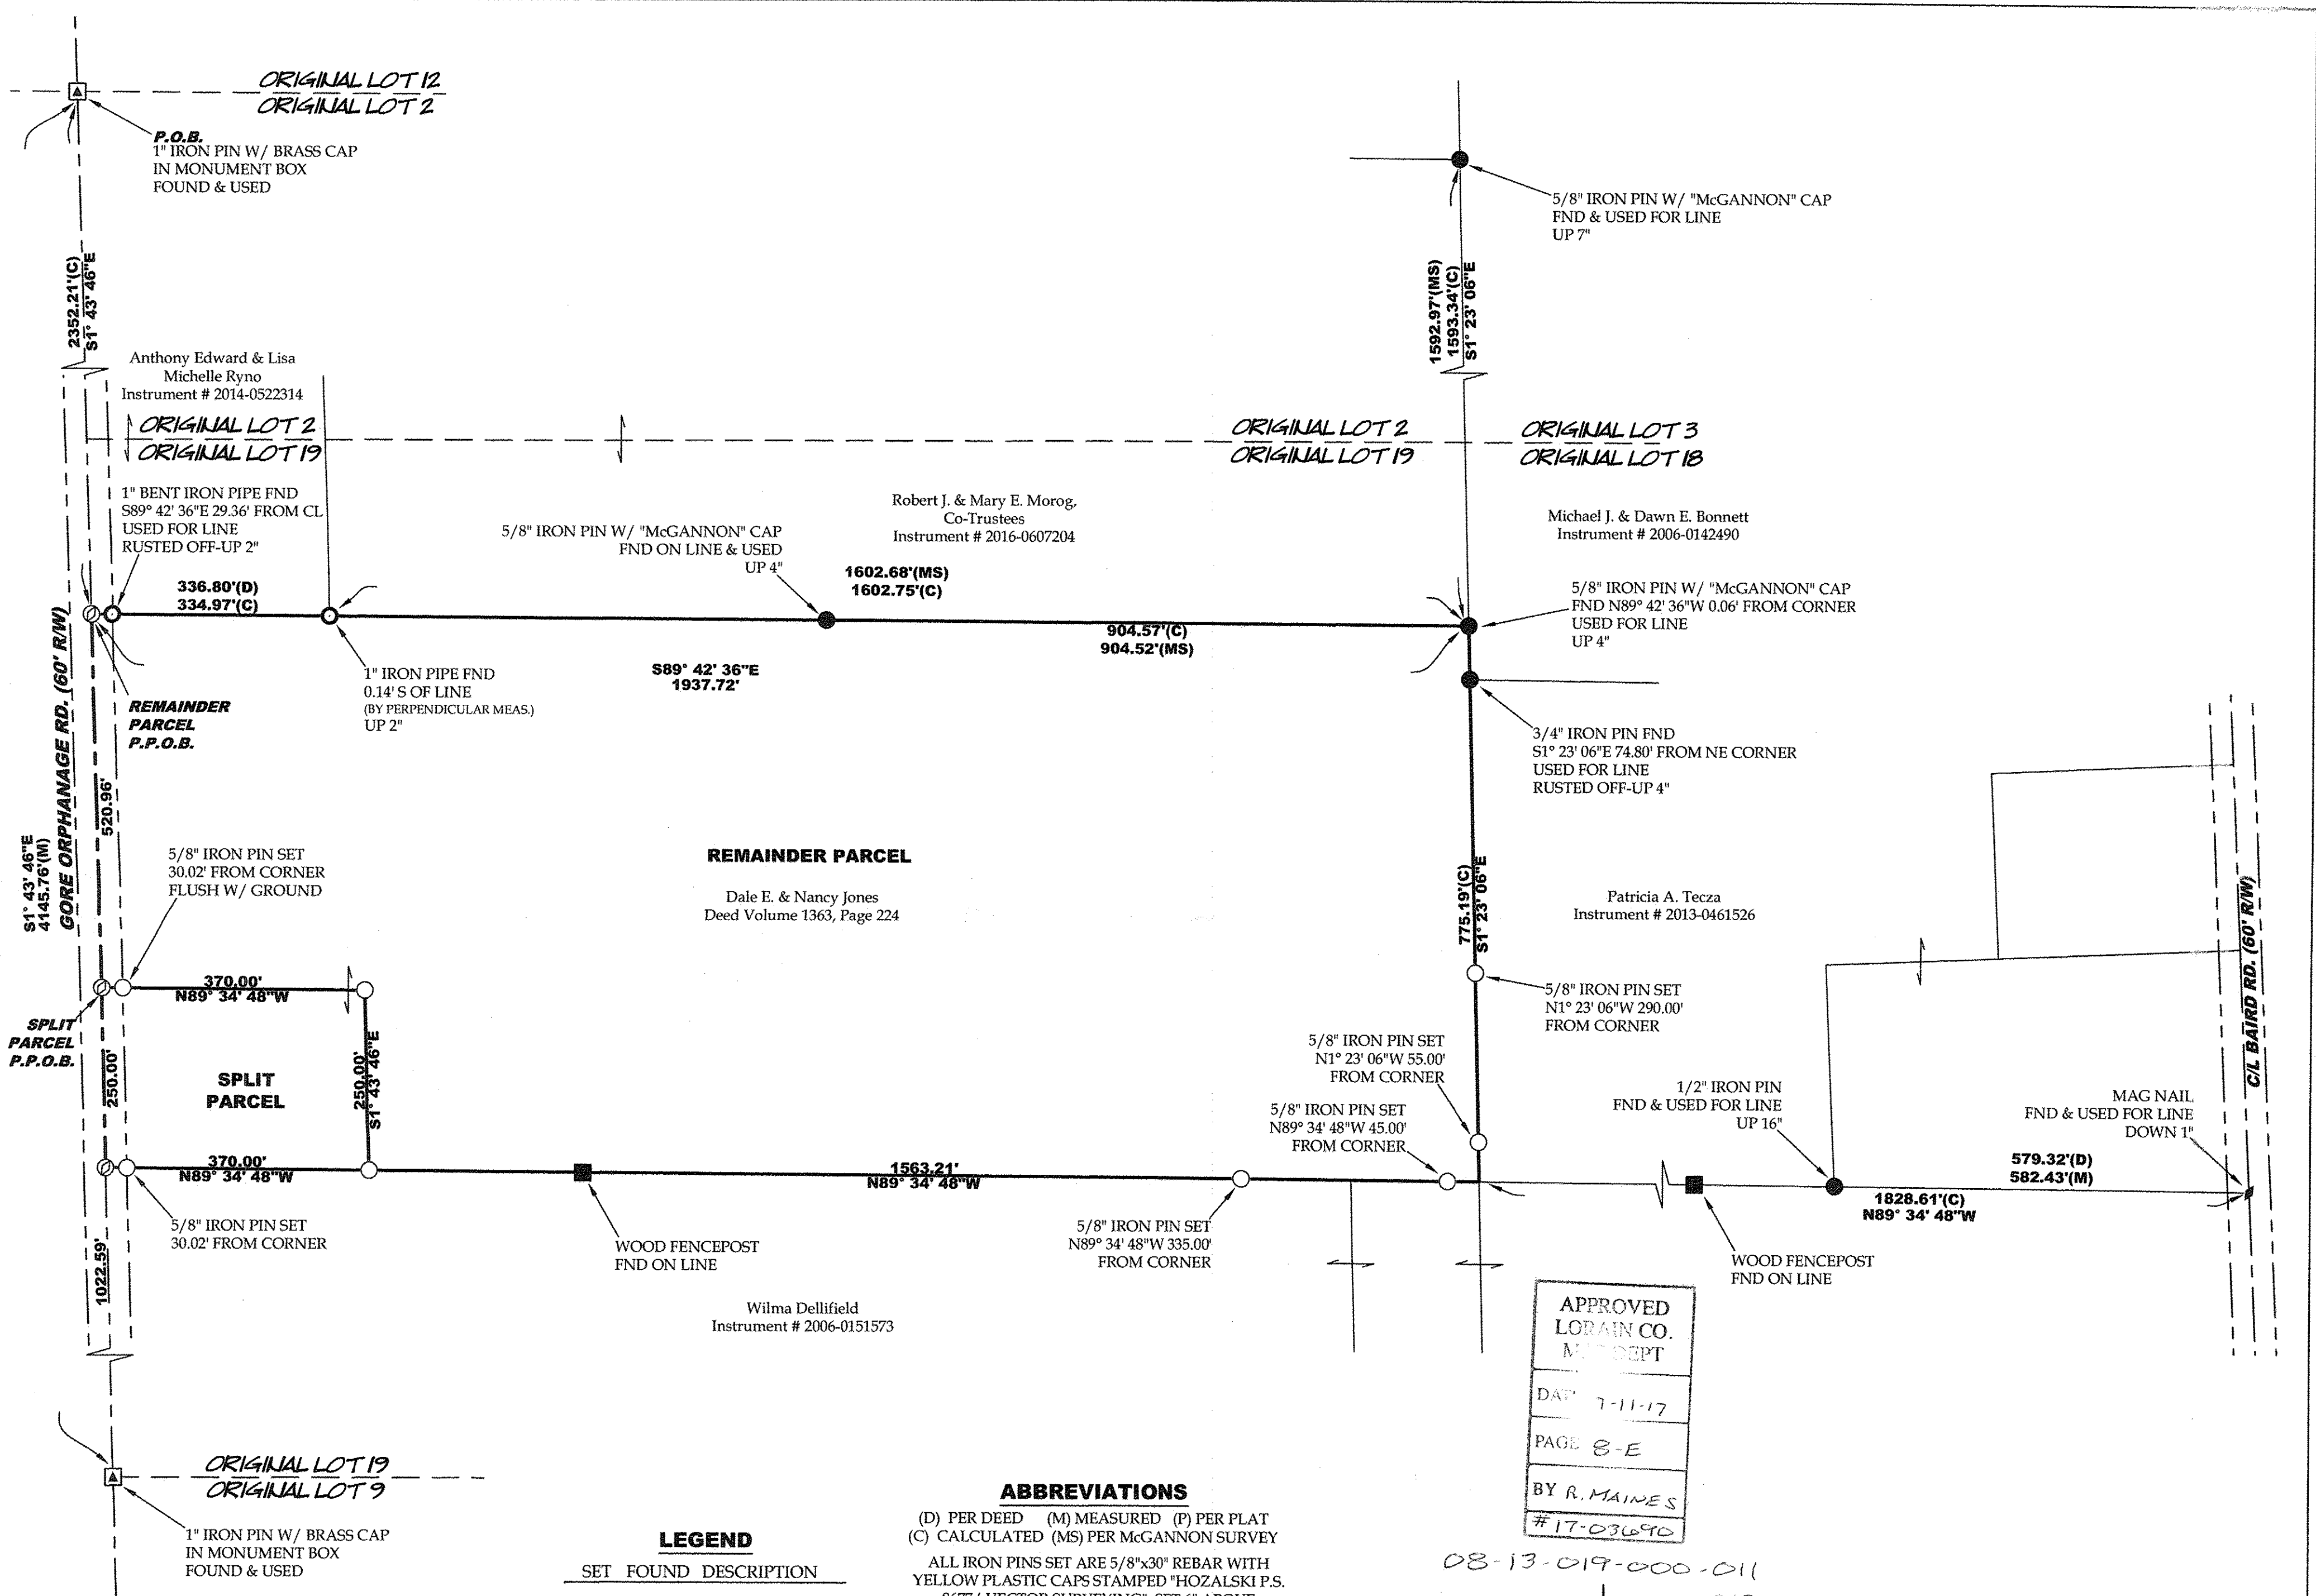 ORIGINAL LOT 12
ORIGINAL LOT 2
P.O.B.
1" IRON PIN W/ BRASS CAP
IN MONUMENT BOX
FOUND & USED
5/8" IRON PIN W/ "McGANNON" CAP
FND & USED FOR LINE
UP 7"
2352.21'(C)
S1° 43' 46"E
1592.97'(MS)
1593.34'(C)
S1° 23' 06"E
Anthony Edward & Lisa
Michelle Ryno
Instrument # 2014-0522314
ORIGINAL LOT 2
ORIGINAL LOT 19
ORIGINAL LOT 2
ORIGINAL LOT 19
ORIGINAL LOT 3
ORIGINAL LOT 18
1" BENT IRON PIPE FND
S89° 42' 36"E 29.36' FROM CL
USED FOR LINE
RUSTED OFF-UP 2"
5/8" IRON PIN W/ "McGANNON" CAP
FND ON LINE & USED
UP 4"
Robert J. & Mary E. Morog,
Co-Trustees
Instrument # 2016-0607204
Michael J. & Dawn E. Bonnett
Instrument # 2006-0142490
336.80'(D)
334.97'(C)
1602.68'(MS)
1602.75'(C)
5/8" IRON PIN W/ "McGANNON" CAP
FND N89° 42' 36"W 0.06' FROM CORNER
USED FOR LINE
UP 4"
904.57'(C)
904.52'(MS)
S89° 42' 36"E
1937.72'
1" IRON PIPE FND
0.14' S OF LINE
(BY PERPENDICULAR MEAS.)
UP 2"
REMAINDER
PARCEL
P.P.O.B.
3/4" IRON PIN FND
S1° 23' 06"E 74.80' FROM NE CORNER
USED FOR LINE
RUSTED OFF-UP 4"
GORE ORPHANAGE RD. (60' R/W)
S1° 43' 46"E
4145.76'(M)
520.96'
5/8" IRON PIN SET
30.02' FROM CORNER
FLUSH W/ GROUND
REMAINDER PARCEL
Dale E. & Nancy Jones
Deed Volume 1363, Page 224
775.19'(C)
S1° 23' 06"E
Patricia A. Tecza
Instrument # 2013-0461526
C/L BAIRD RD. (60' R/W)
370.00'
N89° 34' 48"W
5/8" IRON PIN SET
N1° 23' 06"W 290.00'
FROM CORNER
SPLIT
PARCEL
P.P.O.B.
250.00'
SPLIT
PARCEL
250.00'
S1° 43' 46"E
5/8" IRON PIN SET
N1° 23' 06"W 55.00'
FROM CORNER
5/8" IRON PIN SET
N89° 34' 48"W 45.00'
FROM CORNER
1/2" IRON PIN
FND & USED FOR LINE
UP 16"
MAG NAIL
FND & USED FOR LINE
DOWN 1"
370.00'
N89° 34' 48"W
1563.21'
N89° 34' 48"W
579.32'(D)
582.43'(M)
1828.61'(C)
N89° 34' 48"W
5/8" IRON PIN SET
30.02' FROM CORNER
1022.59'
WOOD FENCEPOST
FND ON LINE
5/8" IRON PIN SET
N89° 34' 48"W 335.00'
FROM CORNER
WOOD FENCEPOST
FND ON LINE
Wilma Dellifield
Instrument # 2006-0151573
APPROVED
LORAIN CO.
DEPT
7-11-17
PAGE 8-E
BY R. MAINES
#17-03690
08-13-019-000-011
ORIGINAL LOT 19
ORIGINAL LOT 9
1" IRON PIN W/ BRASS CAP
IN MONUMENT BOX
FOUND & USED
LEGEND
SET FOUND DESCRIPTION
ABBREVIATIONS
(D) PER DEED (M) MEASURED (P) PER PLAT
(C) CALCULATED (MS) PER McGANNON SURVEY
ALL IRON PINS SET ARE 5/8"x30" REBAR WITH
YELLOW PLASTIC CAPS STAMPED "HOZALSKI P.S.